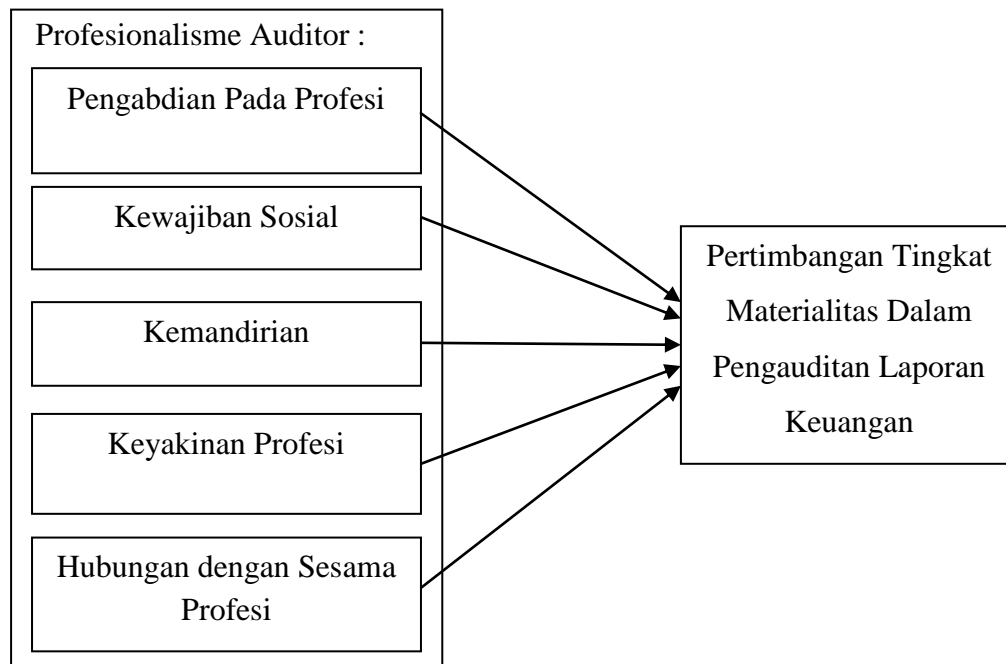 Profesionalisme Auditor :
Pengabdian Pada Profesi
Kewajiban Sosial
Kemandirian
Keyakinan Profesi
Hubungan dengan Sesama
Profesi
Pertimbangan Tingkat
Materialitas Dalam
Pengauditan Laporan
Keuangan